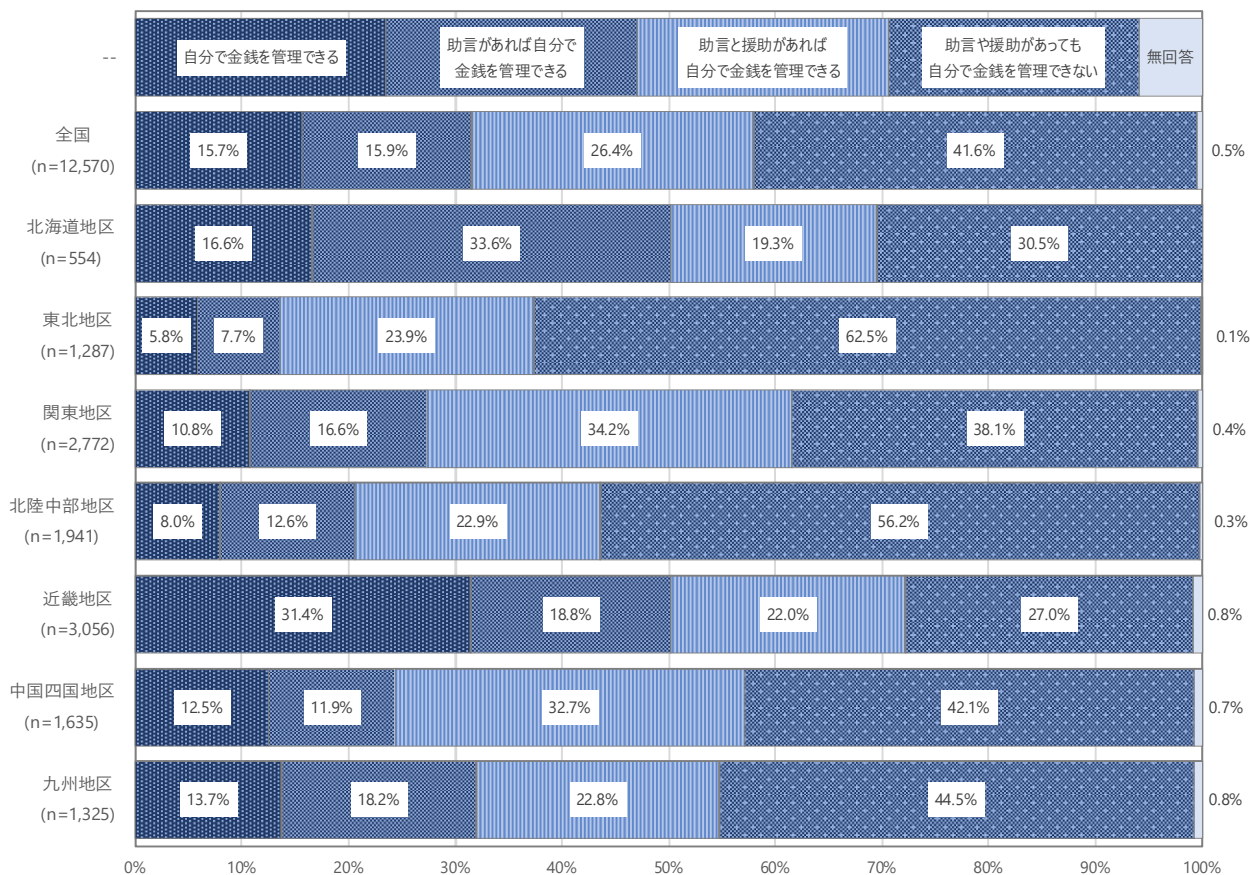 --
自分で金銭を管理できる
助言があれば自分で
金銭を管理できる
助言と援助があれば
自分で金銭を管理できる
助言や援助があっても
自分で金銭を管理できない
無回答
全国
(n=12,570)
15.7%
15.9%
26.4%
41.6%
0.5%
北海道地区
(n=554)
16.6%
33.6%
19.3%
30.5%
東北地区
(n=1,287)
5.8%
7.7%
23.9%
62.5%
0.1%
関東地区
(n=2,772)
10.8%
16.6%
34.2%
38.1%
0.4%
北陸中部地区
(n=1,941)
8.0%
12.6%
22.9%
56.2%
0.3%
近畿地区
(n=3,056)
31.4%
18.8%
22.0%
27.0%
0.8%
中国四国地区
(n=1,635)
12.5%
11.9%
32.7%
42.1%
0.7%
九州地区
(n=1,325)
13.7%
18.2%
22.8%
44.5%
0.8%
0% 10% 20% 30% 40% 50% 60% 70% 80% 90% 100%